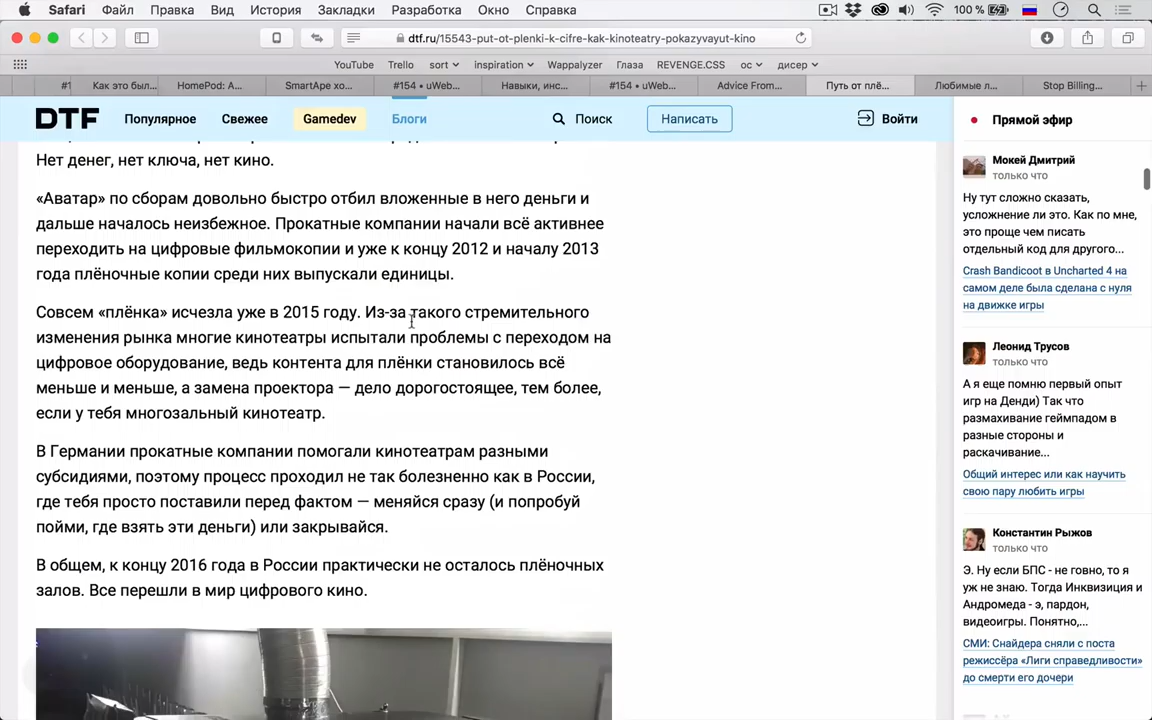 Safari Файл Правка Вид История Закладки Разработка Окно Справка 100 %
dtf.ru/15543-put-ot-plenki-k-cifre-kak-kinoteatry-pokazyvayut-kino
YouTube Trello sort inspiration Wappalyzer Глаза REVENGE.CSS ос дисер
#1 Как это был... HomePod: A... SmartApe хо... #154 • uWeb... Навыки, инс... #154 • uWeb... Advice From... Путь от плё... Любимые л... Stop Billing...
DTF Популярное Свежее Gamedev Блоги Поиск Написать Войти
Нет денег, нет ключа, нет кино.
«Аватар» по сборам довольно быстро отбил вложенные в него деньги и
дальше началось неизбежное. Прокатные компании начали всё активнее
переходить на цифровые фильмокопии и уже к концу 2012 и началу 2013
года плёночные копии среди них выпускали единицы.
Совсем «плёнка» исчезла уже в 2015 году. Из-за такого стремительного
изменения рынка многие кинотеатры испытали проблемы с переходом на
цифровое оборудование, ведь контента для плёнки становилось всё
меньше и меньше, а замена проектора — дело дорогостоящее, тем более,
если у тебя многозальный кинотеатр.
В Германии прокатные компании помогали кинотеатрам разными
субсидиями, поэтому процесс проходил не так болезненно как в России,
где тебя просто поставили перед фактом — меняйся сразу (и попробуй
пойми, где взять эти деньги) или закрывайся.
В общем, к концу 2016 года в России практически не осталось плёночных
залов. Все перешли в мир цифрового кино.
Прямой эфир
Мокей Дмитрий
только что
Ну тут сложно сказать,
усложнение ли это. Как по мне,
это проще чем писать
отдельный код для другого...
Crash Bandicoot в Uncharted 4 на
самом деле была сделана с нуля
на движке игры
Леонид Трусов
только что
А я еще помню первый опыт
игр на Денди) Так что
размахивание геймпадом в
разные стороны и
раскачивание...
Общий интерес или как научить
свою пару любить игры
Константин Рыжов
только что
Э. Ну если БПС - не говно, то я
уж не знаю. Тогда Инквизиция и
Андромеда - э, пардон,
видеоигры. Понятно,...
СМИ: Снайдера сняли с поста
режиссёра «Лиги справедливости»
до смерти его дочери